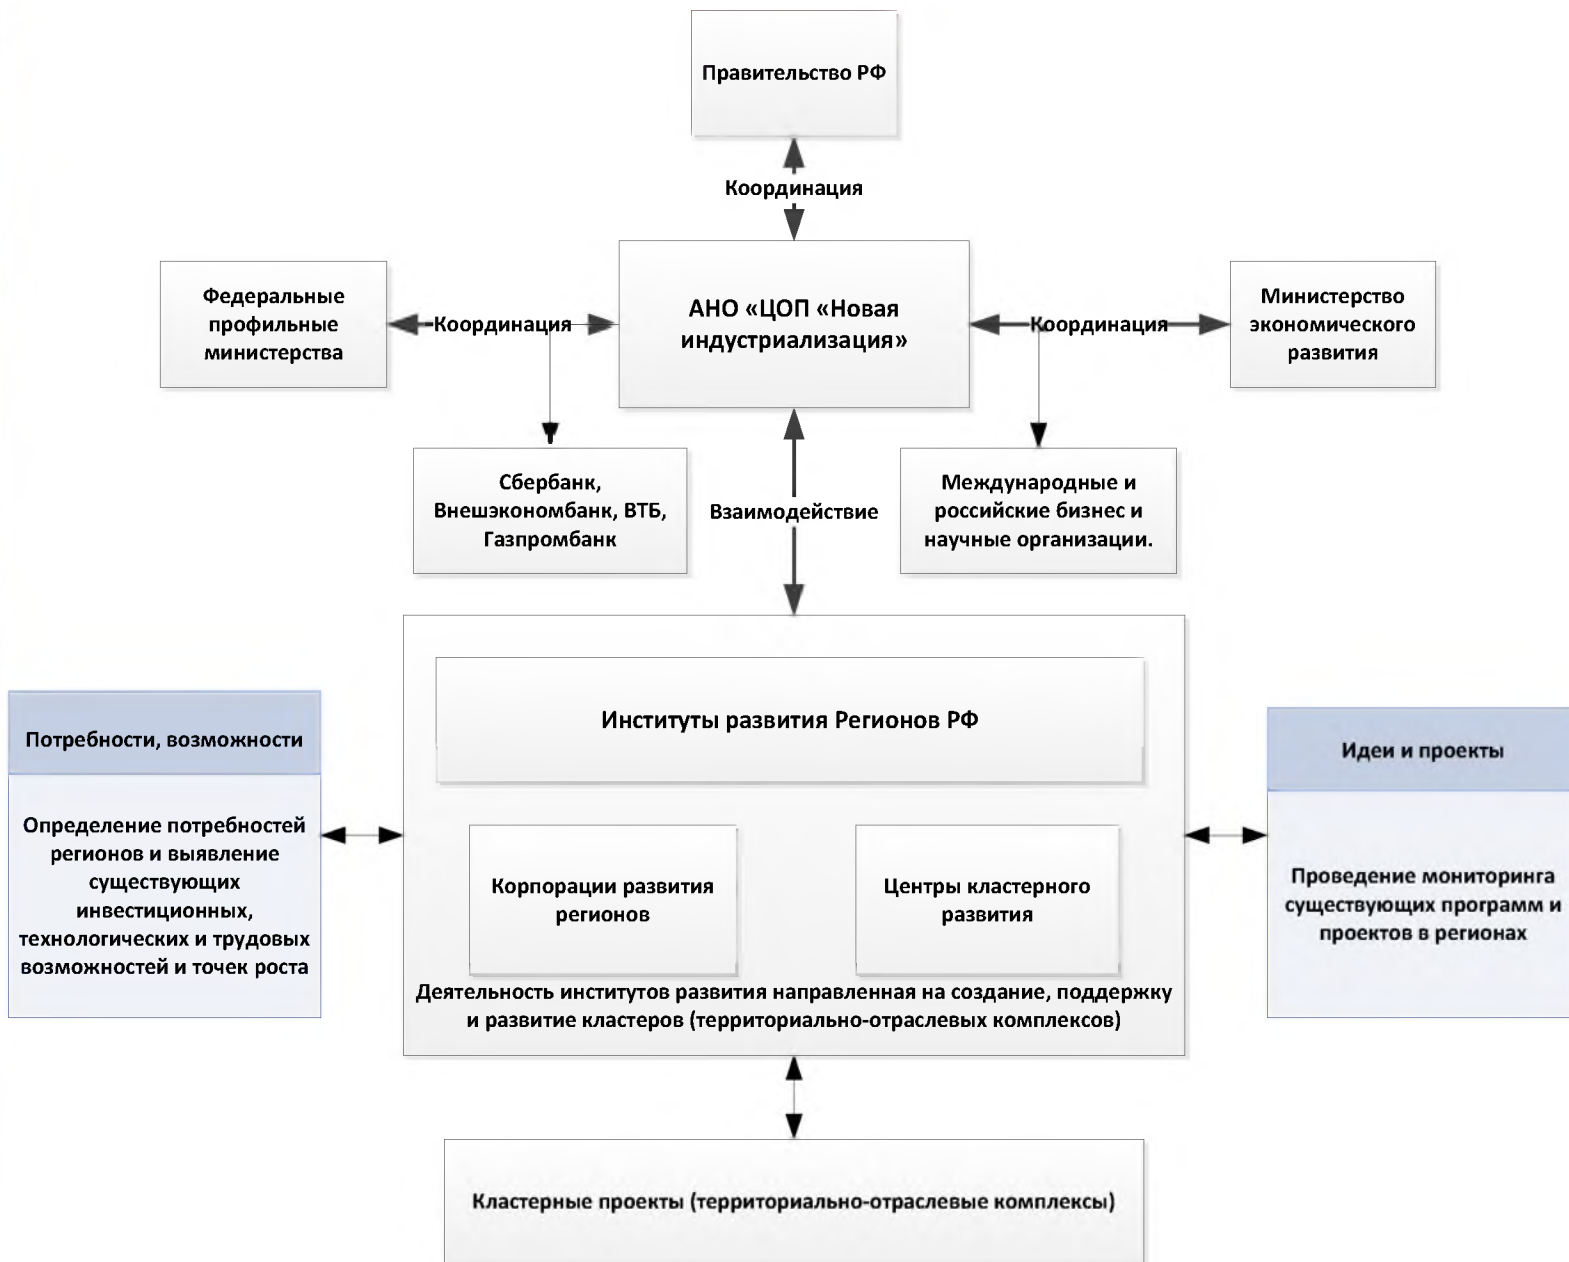 Правительство РФ
Координация
АНО «ЦОП «Новая
индустриализация»
Федеральные
профильные
министерства
Координация
Координация
Министерство
экономического
развития
Сбербанк,
Внешэкономбанк, ВТБ,
Газпромбанк
Взаимодействие
Международные и
российские бизнес и
научные организации.
Институты развития Регионов РФ
Потребности, возможности
Определение потребностей
регионов и выявление
существующих
инвестиционных,
технологических и трудовых
возможностей и точек роста
Корпорации развития
регионов
Центры кластерного
развития
Деятельность институтов развития направленная на создание, поддержку
и развитие кластеров (территориально-отраслевых комплексов)
Идеи и проекты
Проведение мониторинга
существующих программ и
проектов в регионах
Кластерные проекты (территориально-отраслевые комплексы)